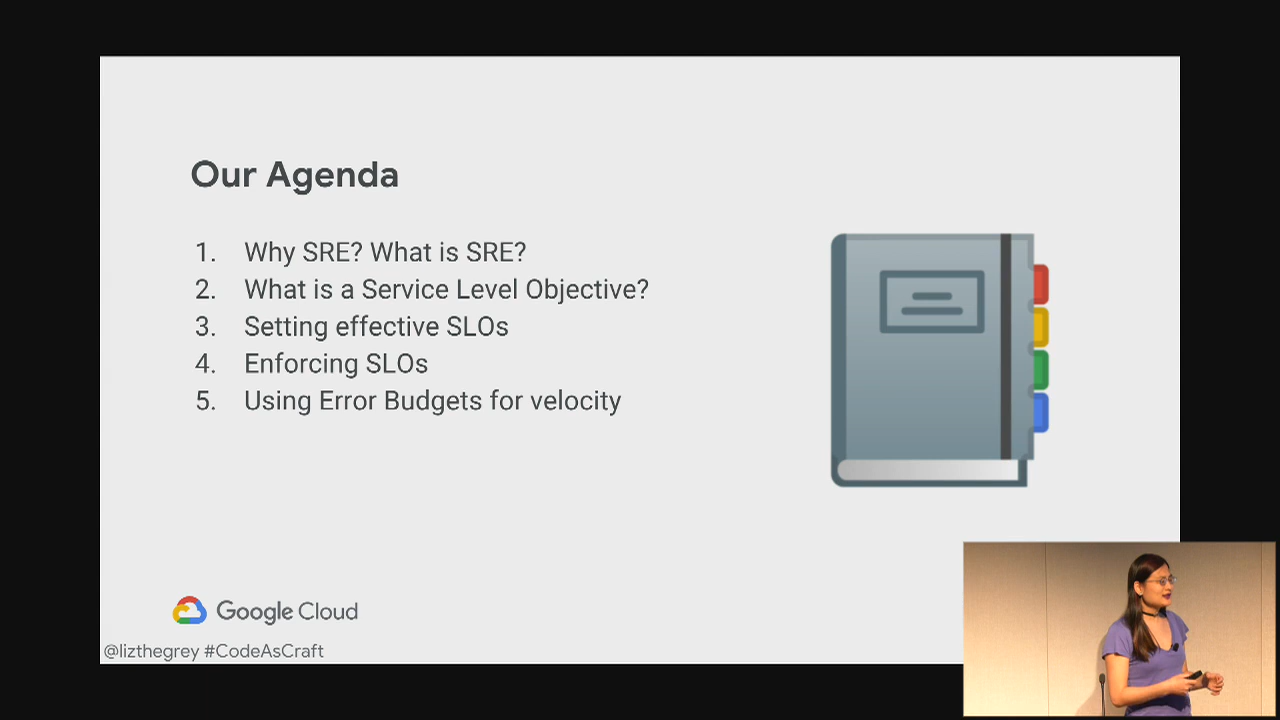 Our Agenda
1. Why SRE? What is SRE?
2. What is a Service Level Objective?
3. Setting effective SLOs
4. Enforcing SLOs
5. Using Error Budgets for velocity
Google Cloud
@lizthegrey #CodeAsCraft